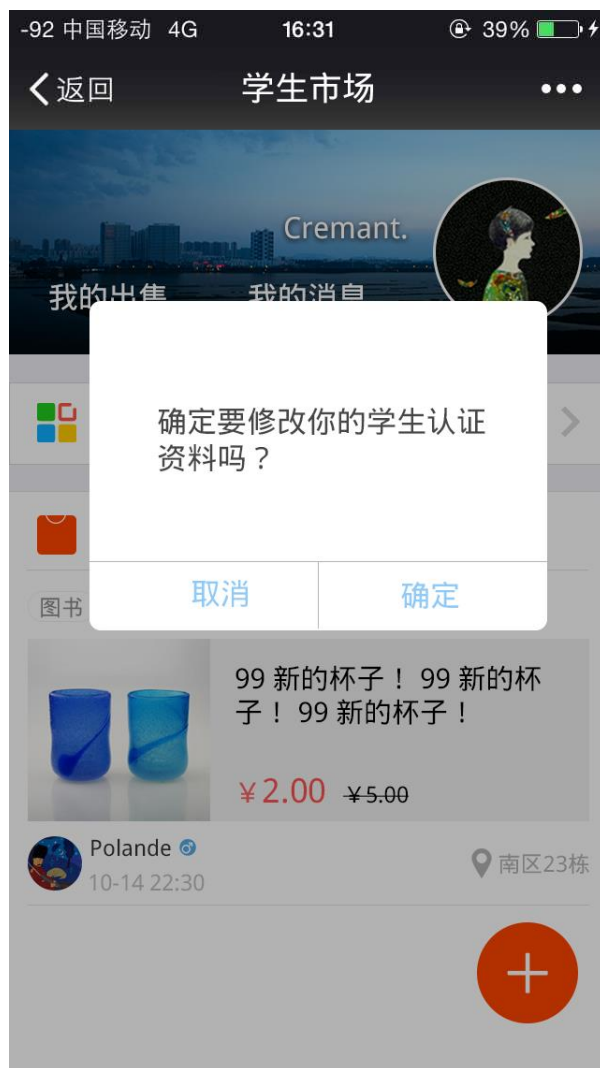 -92 中国移动 4G 16:31 39%
返回 学生市场
Cremant.
我的出售 我的消息
确定要修改你的学生认证
资料吗？
取消 确定
图书
99 新的杯子！ 99 新的杯
子！ 99 新的杯子！
¥2.00 ¥5.00
Polande
南区23栋
10-14 22:30